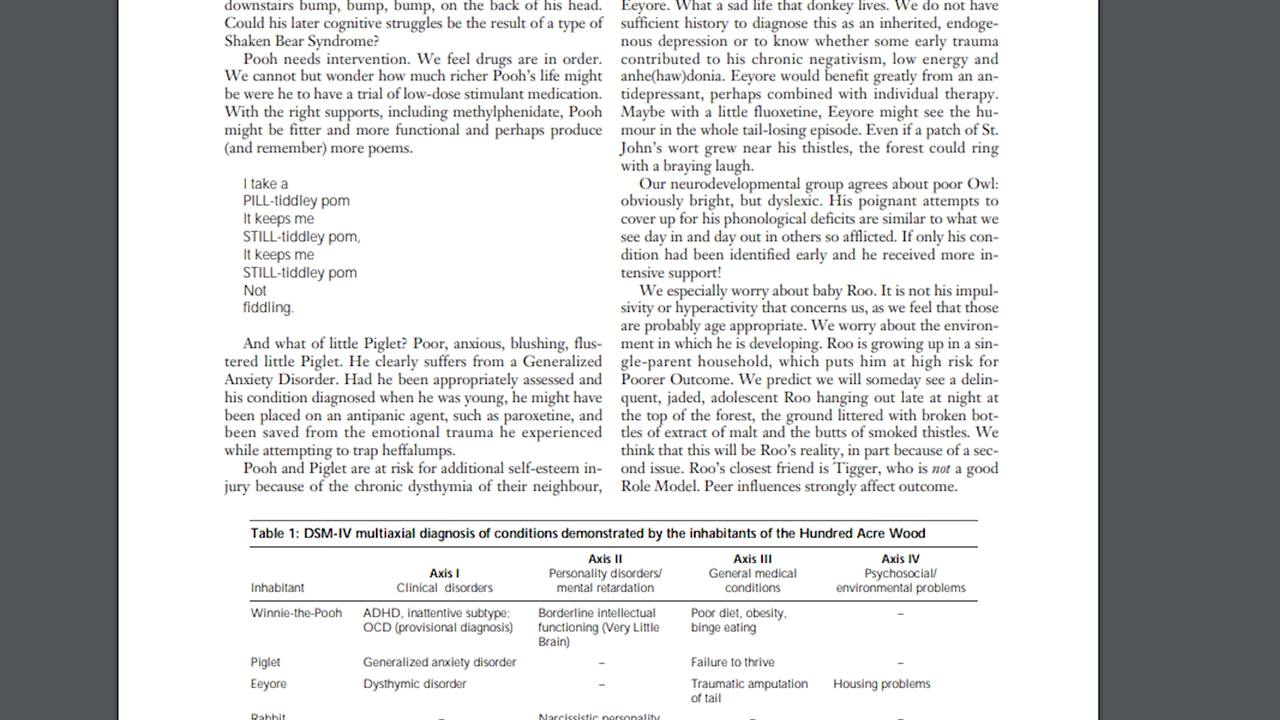 downstairs bump, bump, bump, on the back of his head.
Could his later cognitive struggles be the result of a type of
Shaken Bear Syndrome?
Pooh needs intervention. We feel drugs are in order.
We cannot but wonder how much richer Pooh's life might
be were he to have a trial of low-dose stimulant medication.
With the right supports, including methylphenidate, Pooh
might be fitter and more functional and perhaps produce
(and remember) more poems.
I take a
PILL-tiddley pom
It keeps me
STILL-tiddley pom,
It keeps me
STILL-tiddley pom
Not
fiddling.
And what of little Piglet? Poor, anxious, blushing, flus-
tered little Piglet. He clearly suffers from a Generalized
Anxiety Disorder. Had he been appropriately assessed and
his condition diagnosed when he was young, he might have
been placed on an antipanic agent, such as paroxetine, and
been saved from the emotional trauma he experienced
while attempting to trap heffalumps.
Pooh and Piglet are at risk for additional self-esteem in-
jury because of the chronic dysthymia of their neighbour,
Eeyore. What a sad life that donkey lives. We do not have
sufficient history to diagnose this as an inherited, endoge-
nous depression or to know whether some early trauma
contributed to his chronic negativism, low energy and
anhe(haw)donia. Eeyore would benefit greatly from an an-
tidepressant, perhaps combined with individual therapy.
Maybe with a little fluoxetine, Eeyore might see the hu-
mour in the whole tail-losing episode. Even if a patch of St.
John's wort grew near his thistles, the forest could ring
with a braying laugh.
Our neurodevelopmental group agrees about poor Owl:
obviously bright, but dyslexic. His poignant attempts to
cover up for his phonological deficits are similar to what we
see day in and day out in others so afflicted. If only his con-
dition had been identified early and he received more in-
tensive support!
We especially worry about baby Roo. It is not his impul-
sivity or hyperactivity that concerns us, as we feel that those
are probably age appropriate. We worry about the environ-
ment in which he is developing. Roo is growing up in a sin-
gle-parent household, which puts him at high risk for
Poorer Outcome. We predict we will someday see a delin-
quent, jaded, adolescent Roo hanging out late at night at
the top of the forest, the ground littered with broken bot-
tles of extract of malt and the butts of smoked thistles. We
think that this will be Roo's reality, in part because of a sec-
ond issue. Roo's closest friend is Tigger, who is not a good
Role Model. Peer influences strongly affect outcome.
Table 1: DSM-IV multiaxial diagnosis of conditions demonstrated by the inhabitants of the Hundred Acre Wood
Axis II Axis III Axis IV
Axis I Personality disorders/ General medical Psychosocial/
Inhabitant Clinical disorders mental retardation conditions environmental problems
Winnie-the-Pooh ADHD, inattentive subtype; Borderline intellectual Poor diet, obesity, –
OCD (provisional diagnosis) functioning (Very Little binge eating
Brain)
Piglet Generalized anxiety disorder – Failure to thrive –
Eeyore Dysthymic disorder – Traumatic amputation Housing problems
of tail
Rabbit – Narcissistic personality – –